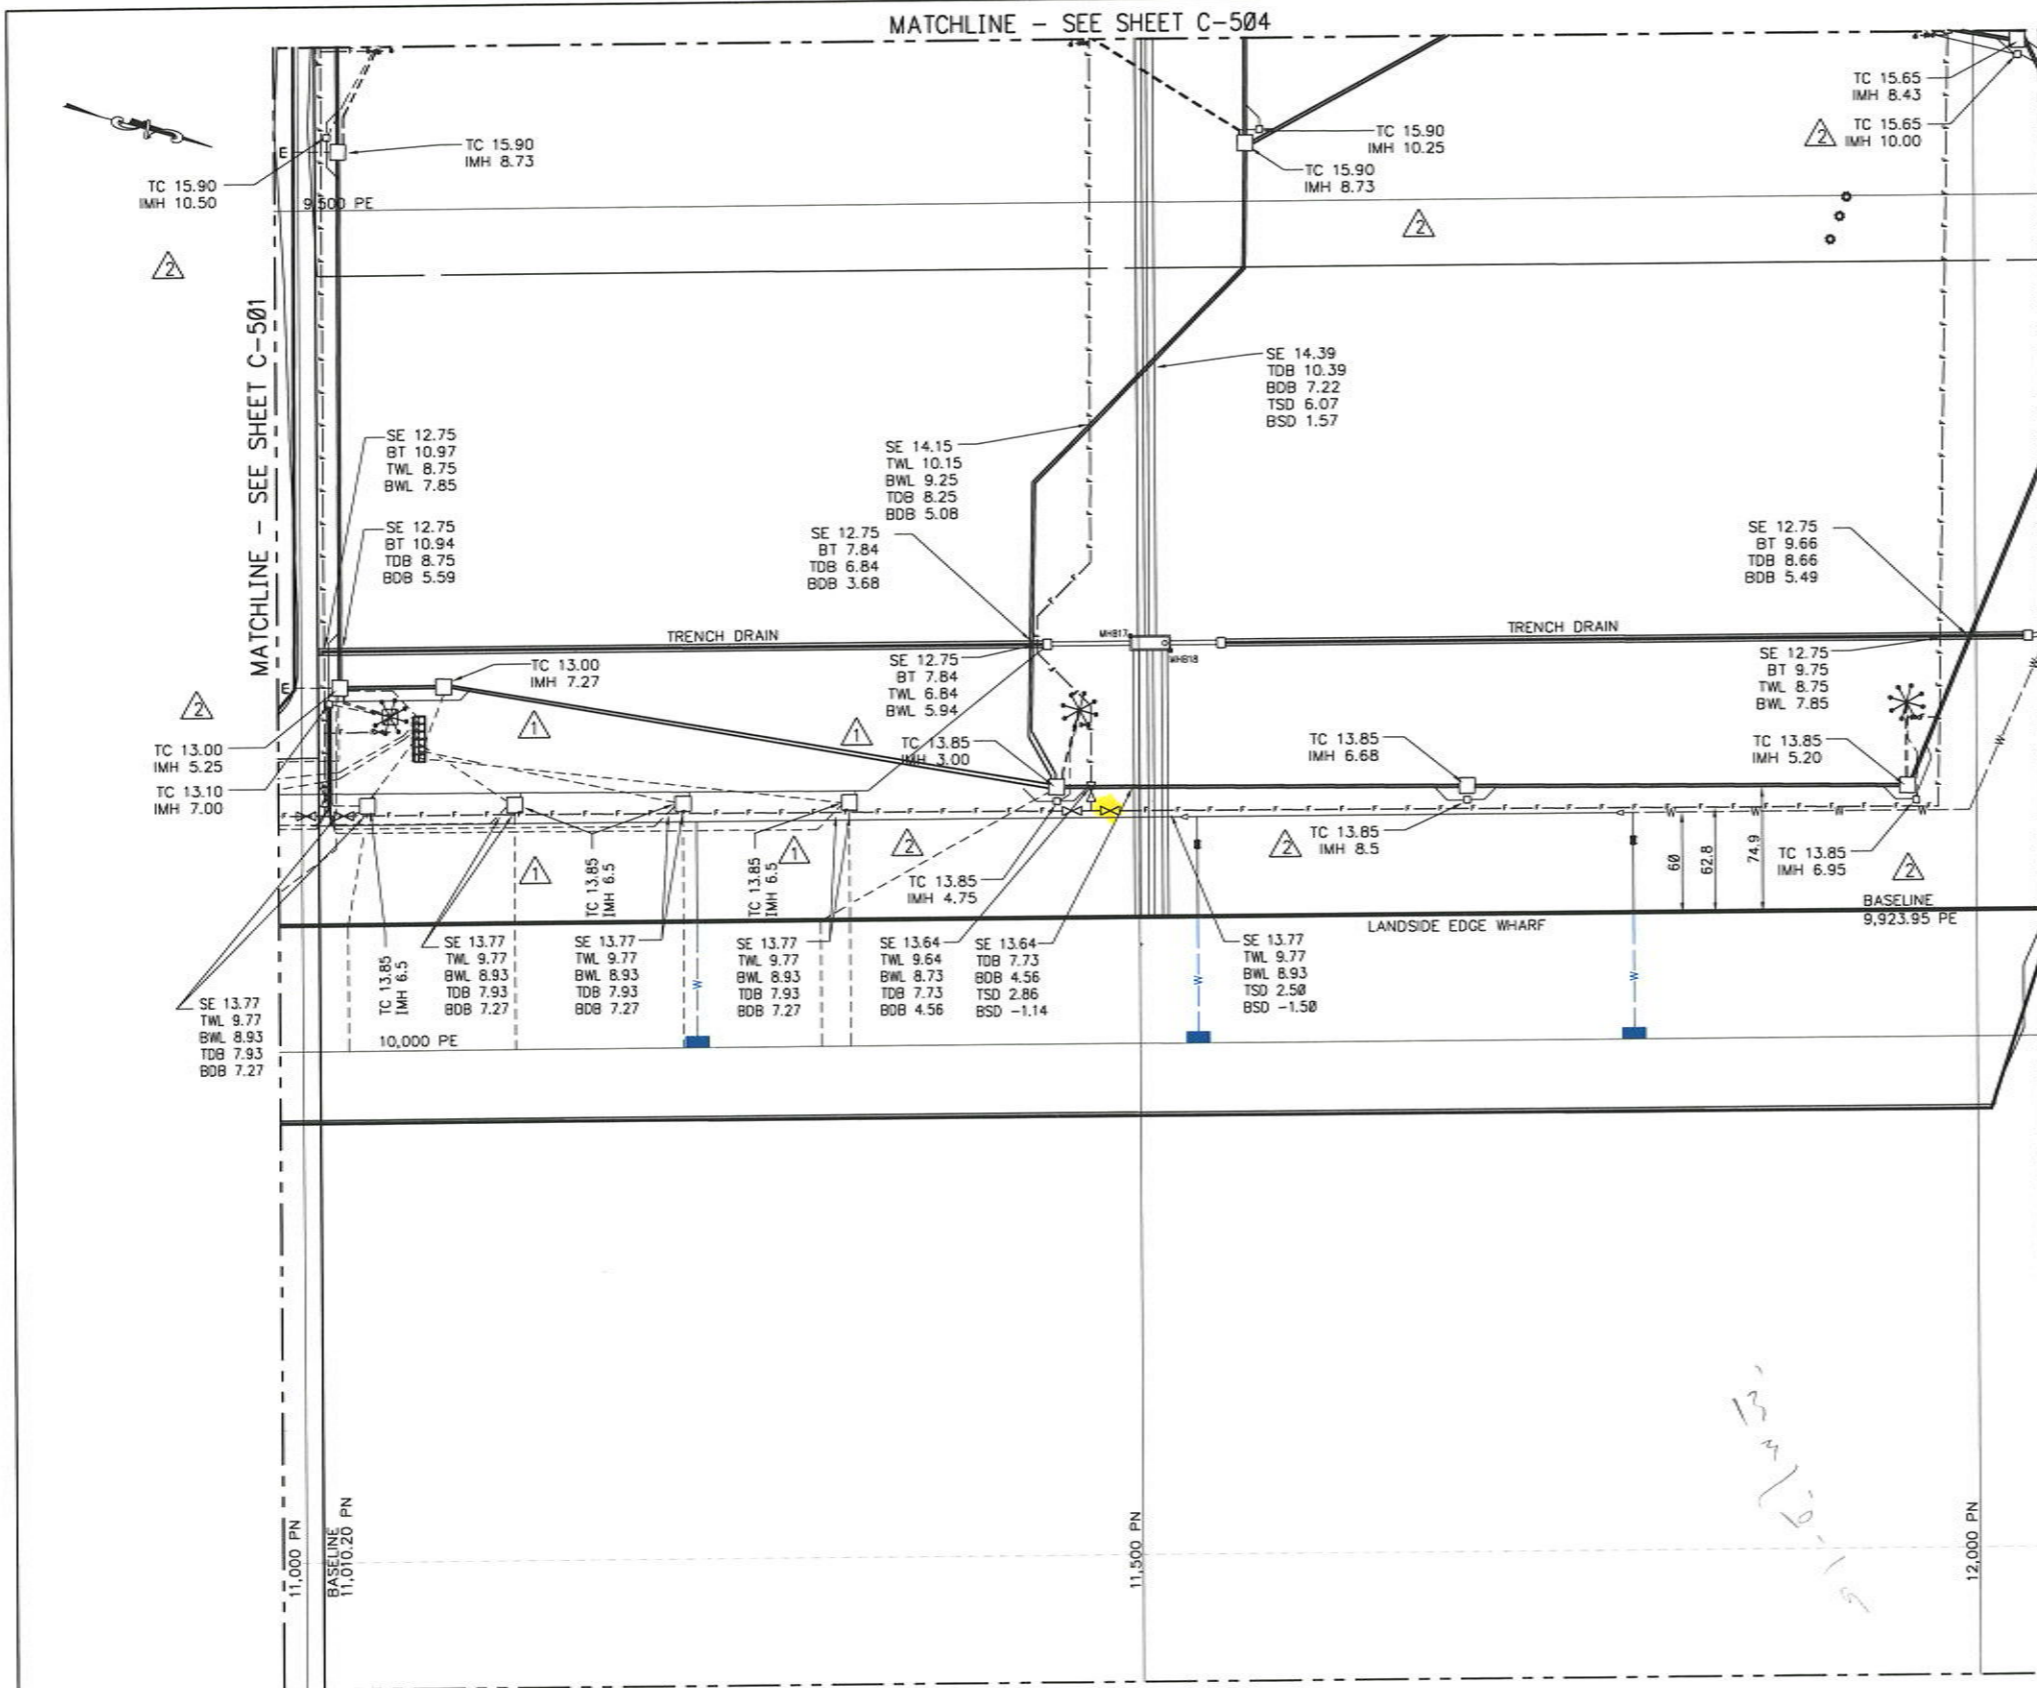 MATCHLINE - SEE SHEET C-504
TC 15.90
IMH 10.50
E
TC 15.90
IMH 8.73
TC 15.90
IMH 10.25
TC 15.90
IMH 8.73
TC 15.65
IMH 8.43
2
TC 15.65
IMH 10.00
9,500 PE
2
2
MATCHLINE - SEE SHEET C-501
SE 12.75
BT 10.97
TWL 8.75
BWL 7.85
SE 12.75
BT 10.94
TDB 8.75
BDB 5.59
SE 14.39
TDB 10.39
BDB 7.22
TSD 6.07
BSD 1.57
SE 14.15
TWL 10.15
BWL 9.25
TDB 8.25
BDB 5.08
SE 12.75
BT 7.84
TDB 6.84
BDB 3.68
SE 12.75
BT 9.66
TDB 8.66
BDB 5.49
TRENCH DRAIN
MH817
MH818
TRENCH DRAIN
SE 12.75
BT 7.84
TWL 6.84
BWL 5.94
SE 12.75
BT 9.75
TWL 8.75
BWL 7.85
E
TC 13.00
IMH 7.27
2
1
1
TC 13.00
IMH 5.25
TC 13.10
IMH 7.00
TC 13.85
IMH 3.00
TC 13.85
IMH 6.68
TC 13.85
IMH 5.20
TC 13.85
IMH 6.5
1
TC 13.85
IMH 6.5
1
TC 13.85
IMH 6.5
2
TC 13.85
IMH 4.75
2
TC 13.85
IMH 8.5
60
62.8
74.9
TC 13.85
IMH 6.95
2
BASELINE
9,923.95 PE
LANDSIDE EDGE WHARF
SE 13.77
TWL 9.77
BWL 8.93
TDB 7.93
BDB 7.27
SE 13.77
TWL 9.77
BWL 8.93
TDB 7.93
BDB 7.27
SE 13.77
TWL 9.77
BWL 8.93
TDB 7.93
BDB 7.27
SE 13.77
TWL 9.77
BWL 8.93
TDB 7.93
BDB 7.27
SE 13.64
TWL 9.64
BWL 8.73
TDB 7.73
BDB 4.56
SE 13.64
TDB 7.73
BDB 4.56
TSD 2.86
BSD -1.14
SE 13.77
TWL 9.77
BWL 8.93
TSD 2.50
BSD -1.50
W
W
W
10,000 PE
11,000 PN
BASELINE
11,010.20 PN
11,500 PN
12,000 PN
13'